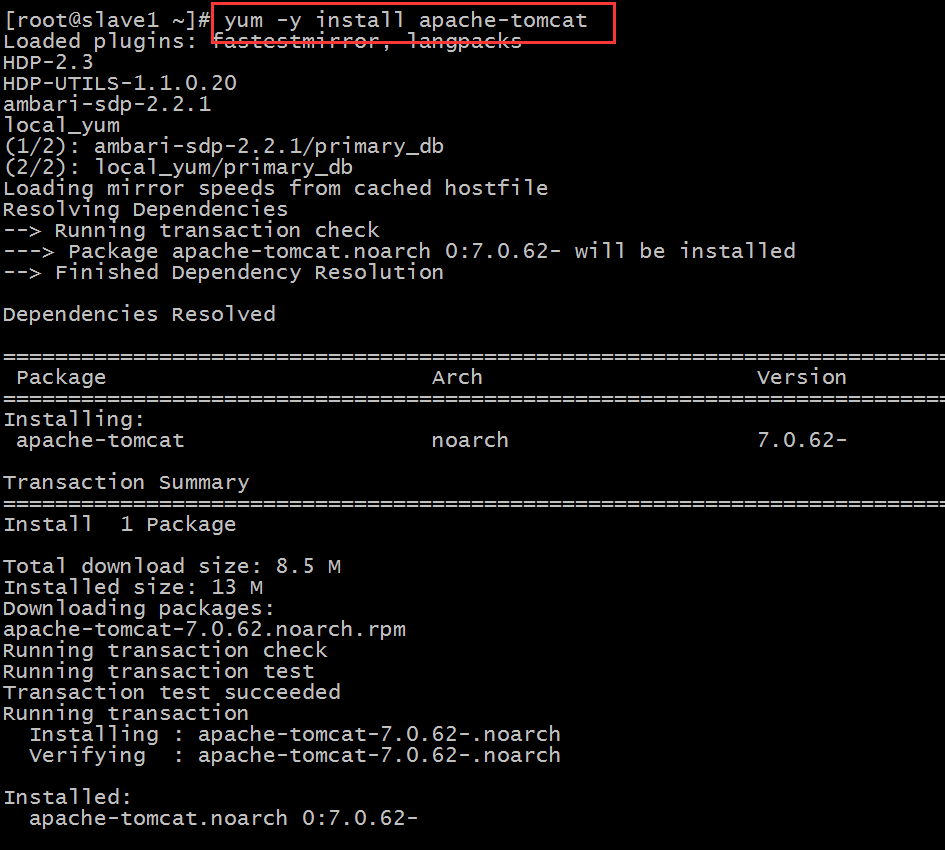 [root@slave1 ~]# yum -y install apache-tomcat
Loaded plugins: fastestmirror, langpacks
HDP-2.3
HDP-UTILS-1.1.0.20
ambari-sdp-2.2.1
local_yum
(1/2): ambari-sdp-2.2.1/primary_db
(2/2): local_yum/primary_db
Loading mirror speeds from cached hostfile
Resolving Dependencies
--> Running transaction check
---> Package apache-tomcat.noarch 0:7.0.62- will be installed
--> Finished Dependency Resolution
Dependencies Resolved
================================================================================
Package Arch Version
================================================================================
Installing:
apache-tomcat noarch 7.0.62-
Transaction Summary
================================================================================
Install 1 Package
Total download size: 8.5 M
Installed size: 13 M
Downloading packages:
apache-tomcat-7.0.62.noarch.rpm
Running transaction check
Running transaction test
Transaction test succeeded
Running transaction
Installing : apache-tomcat-7.0.62-.noarch
Verifying : apache-tomcat-7.0.62-.noarch
Installed:
apache-tomcat.noarch 0:7.0.62-